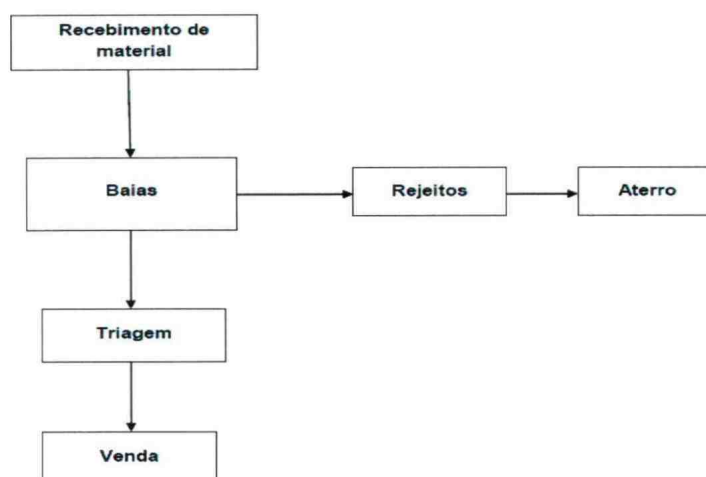 Recebimento de
material
Baias
Rejeitos
Aterro
Triagem
Venda